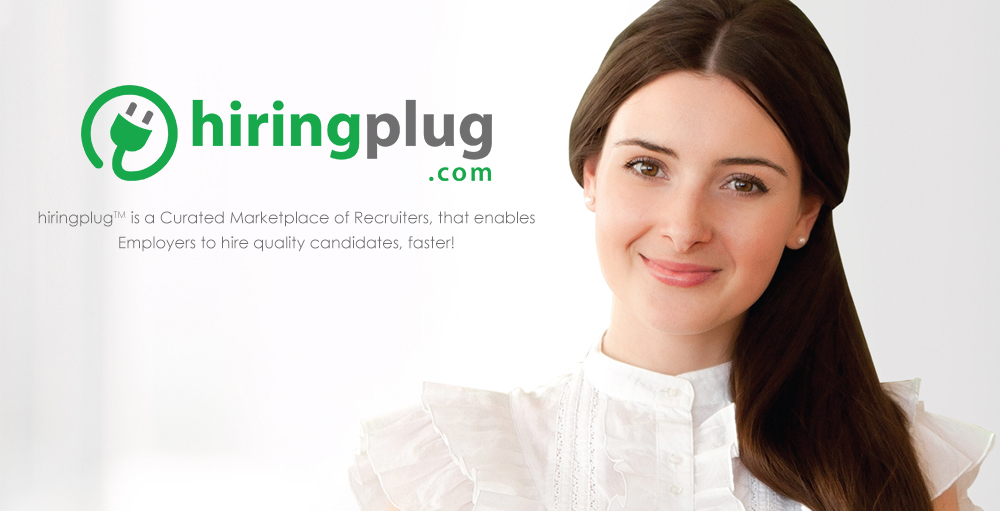 hiringplug
.com
hiringplug™ is a Curated Marketplace of Recruiters, that enables
Employers to hire quality candidates, faster!